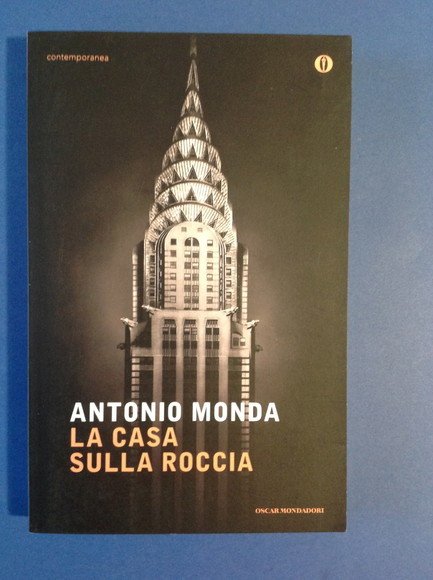 contemporanea
ANTONIO MONDA
LA CASA
SULLA ROCCIA
OSCAR MONDADORI